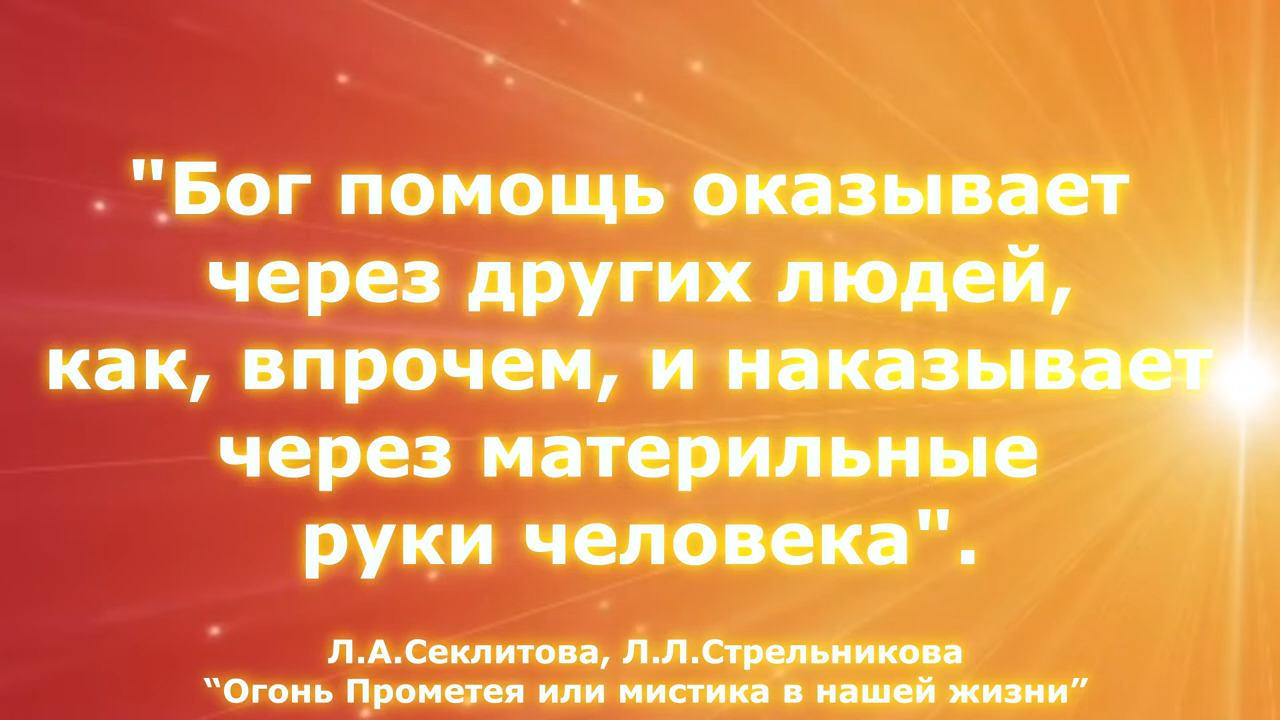 "Бог помощь оказывает
через других людей,
как, впрочем, и наказывает
через материльные
руки человека".
Л.А.Секлитова, Л.Л.Стрельникова
“Огонь Прометея или мистика в нашей жизни”